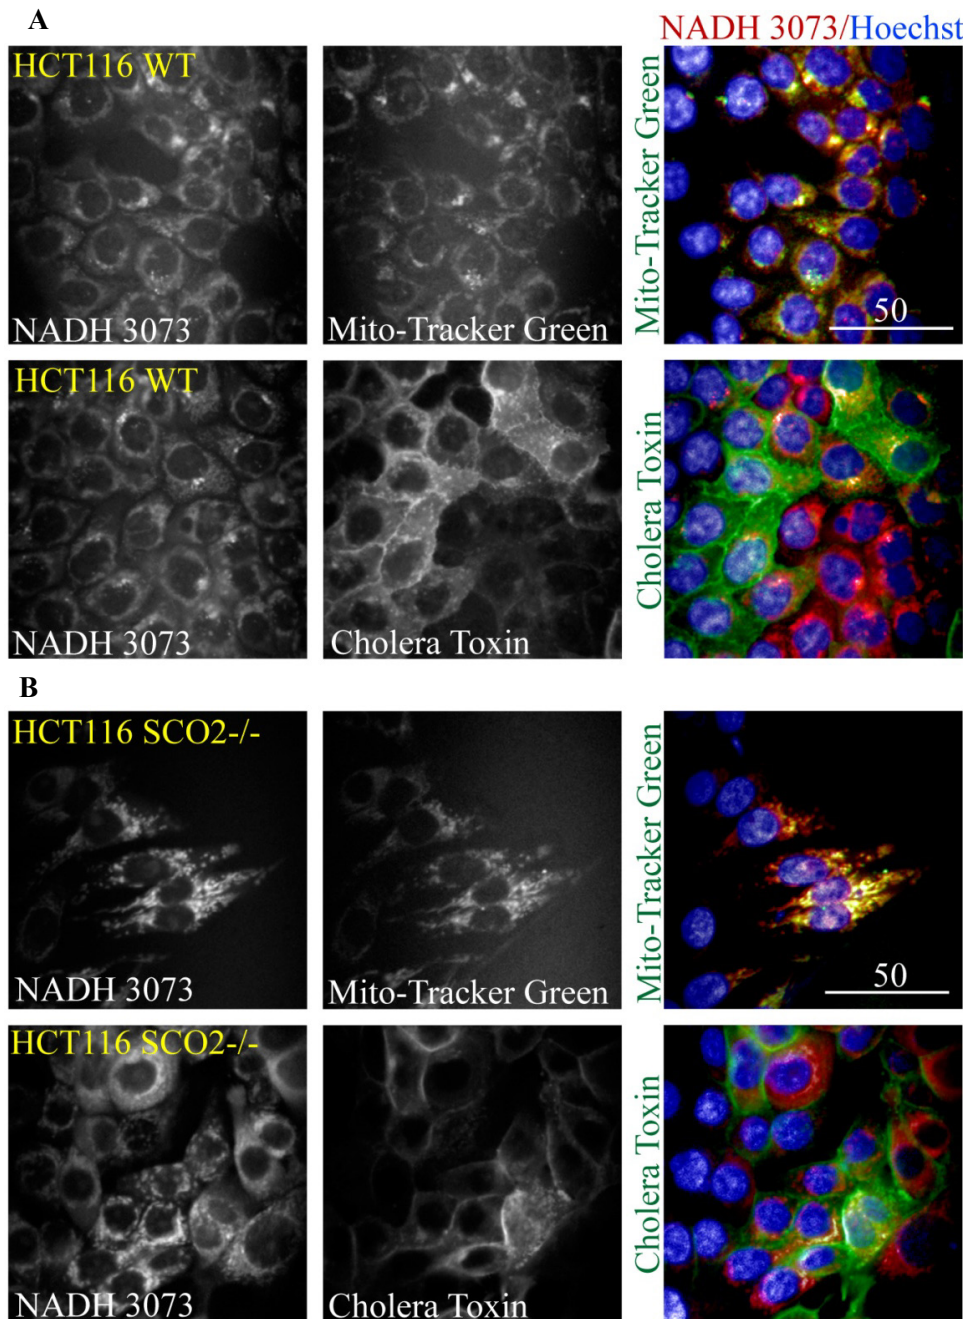 A
NADH 3073/Hoechst
HCT116 WT
NADH 3073
Mito-Tracker Green
Mito-Tracker Green
50
HCT116 WT
NADH 3073
Cholera Toxin
Cholera Toxin
B
HCT116 SCO2-/-
NADH 3073
Mito-Tracker Green
Mito-Tracker Green
50
HCT116 SCO2-/-
NADH 3073
Cholera Toxin
Cholera Toxin